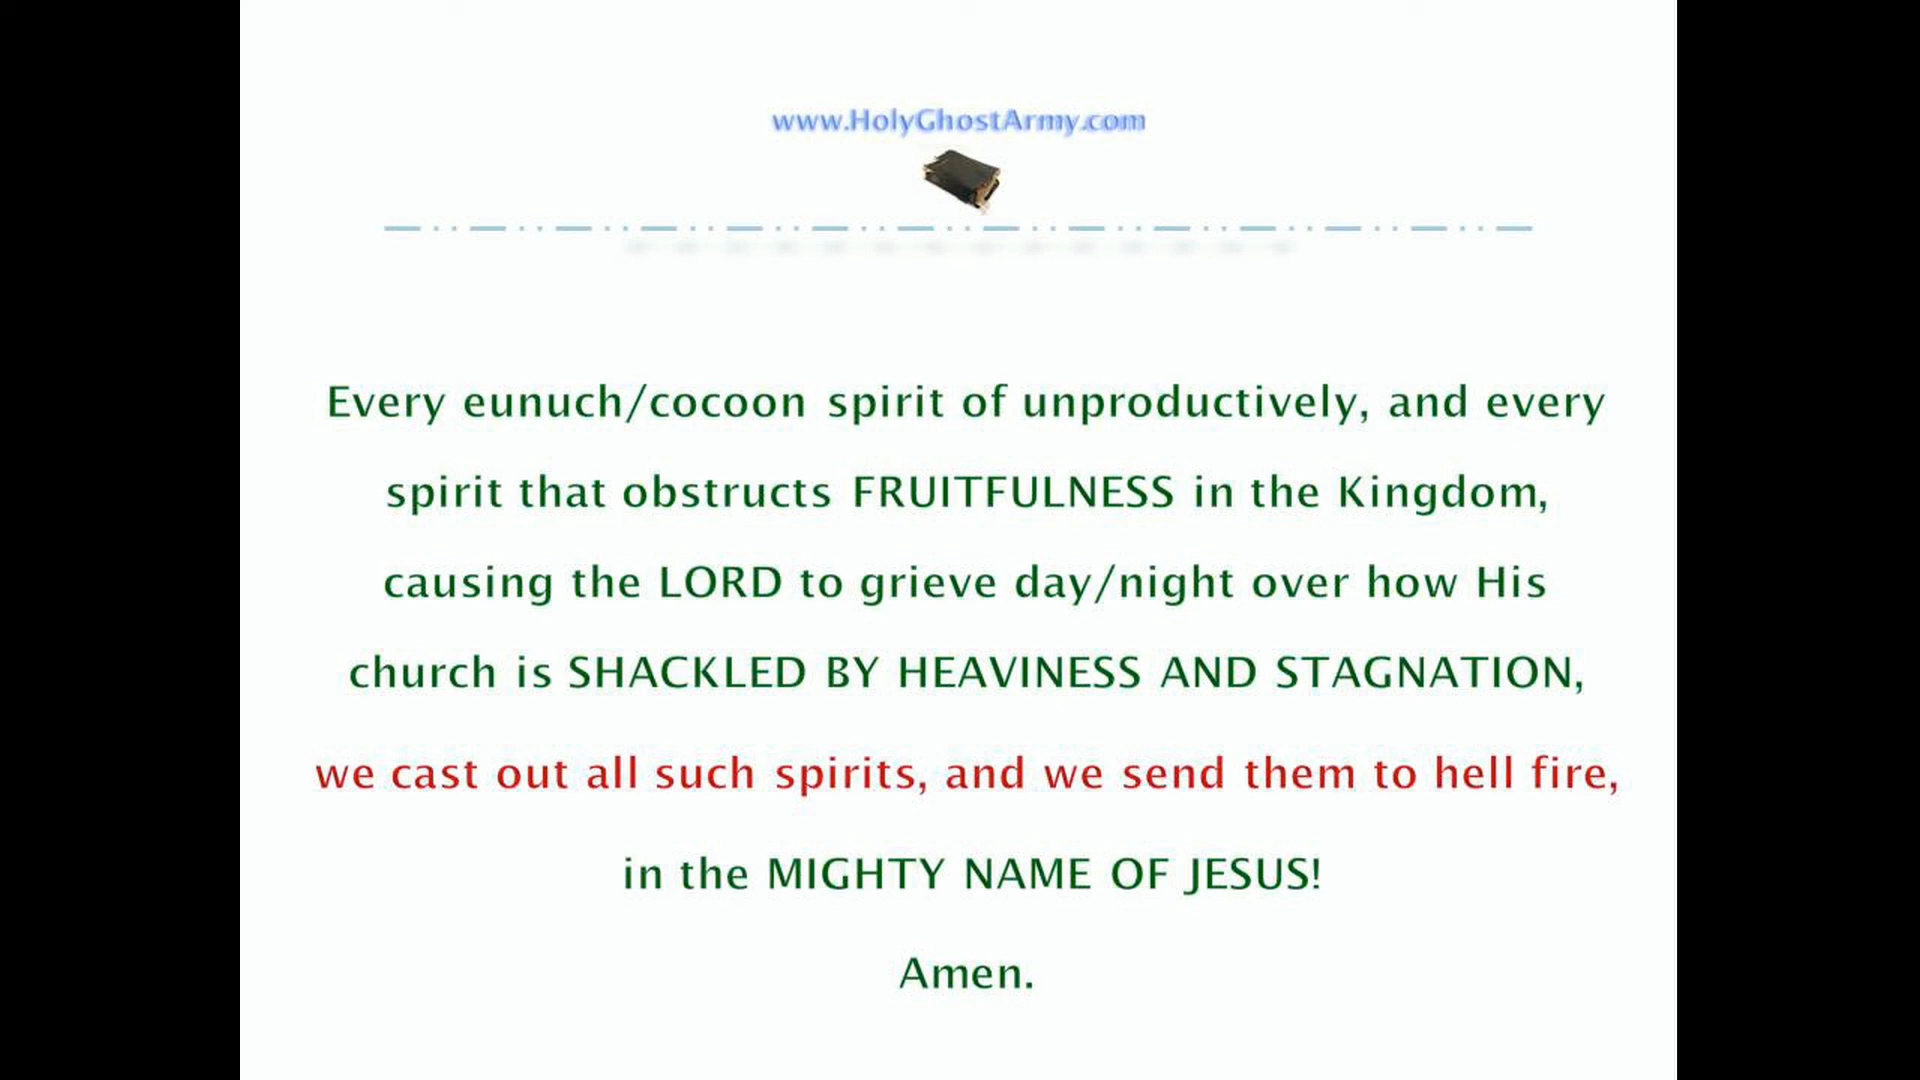 www.HolyGhostArmy.com
Every eunuch/cocoon spirit of unproductively, and every
spirit that obstructs FRUITFULNESS in the Kingdom,
causing the LORD to grieve day/night over how His
church is SHACKLED BY HEAVINESS AND STAGNATION,
we cast out all such spirits, and we send them to hell fire,
in the MIGHTY NAME OF JESUS!
Amen.